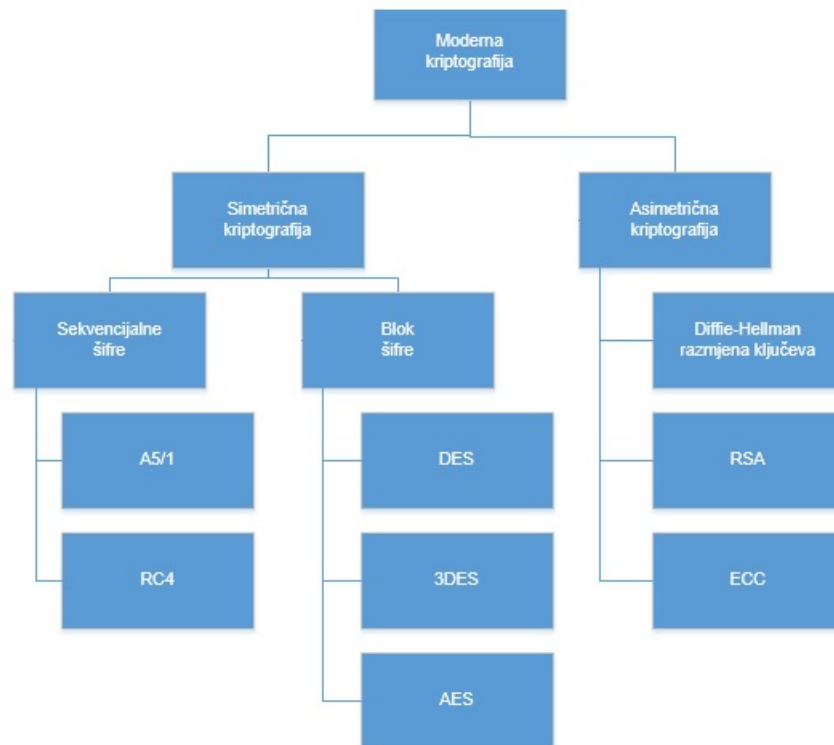 Moderna
kriptografija
Simetrična
kriptografija
Asimetrična
kriptografija
Sekvencijalne
šifre
Blok
šifre
Diffie-Hellman
razmjena ključeva
A5/1
DES
RSA
RC4
3DES
ECC
AES